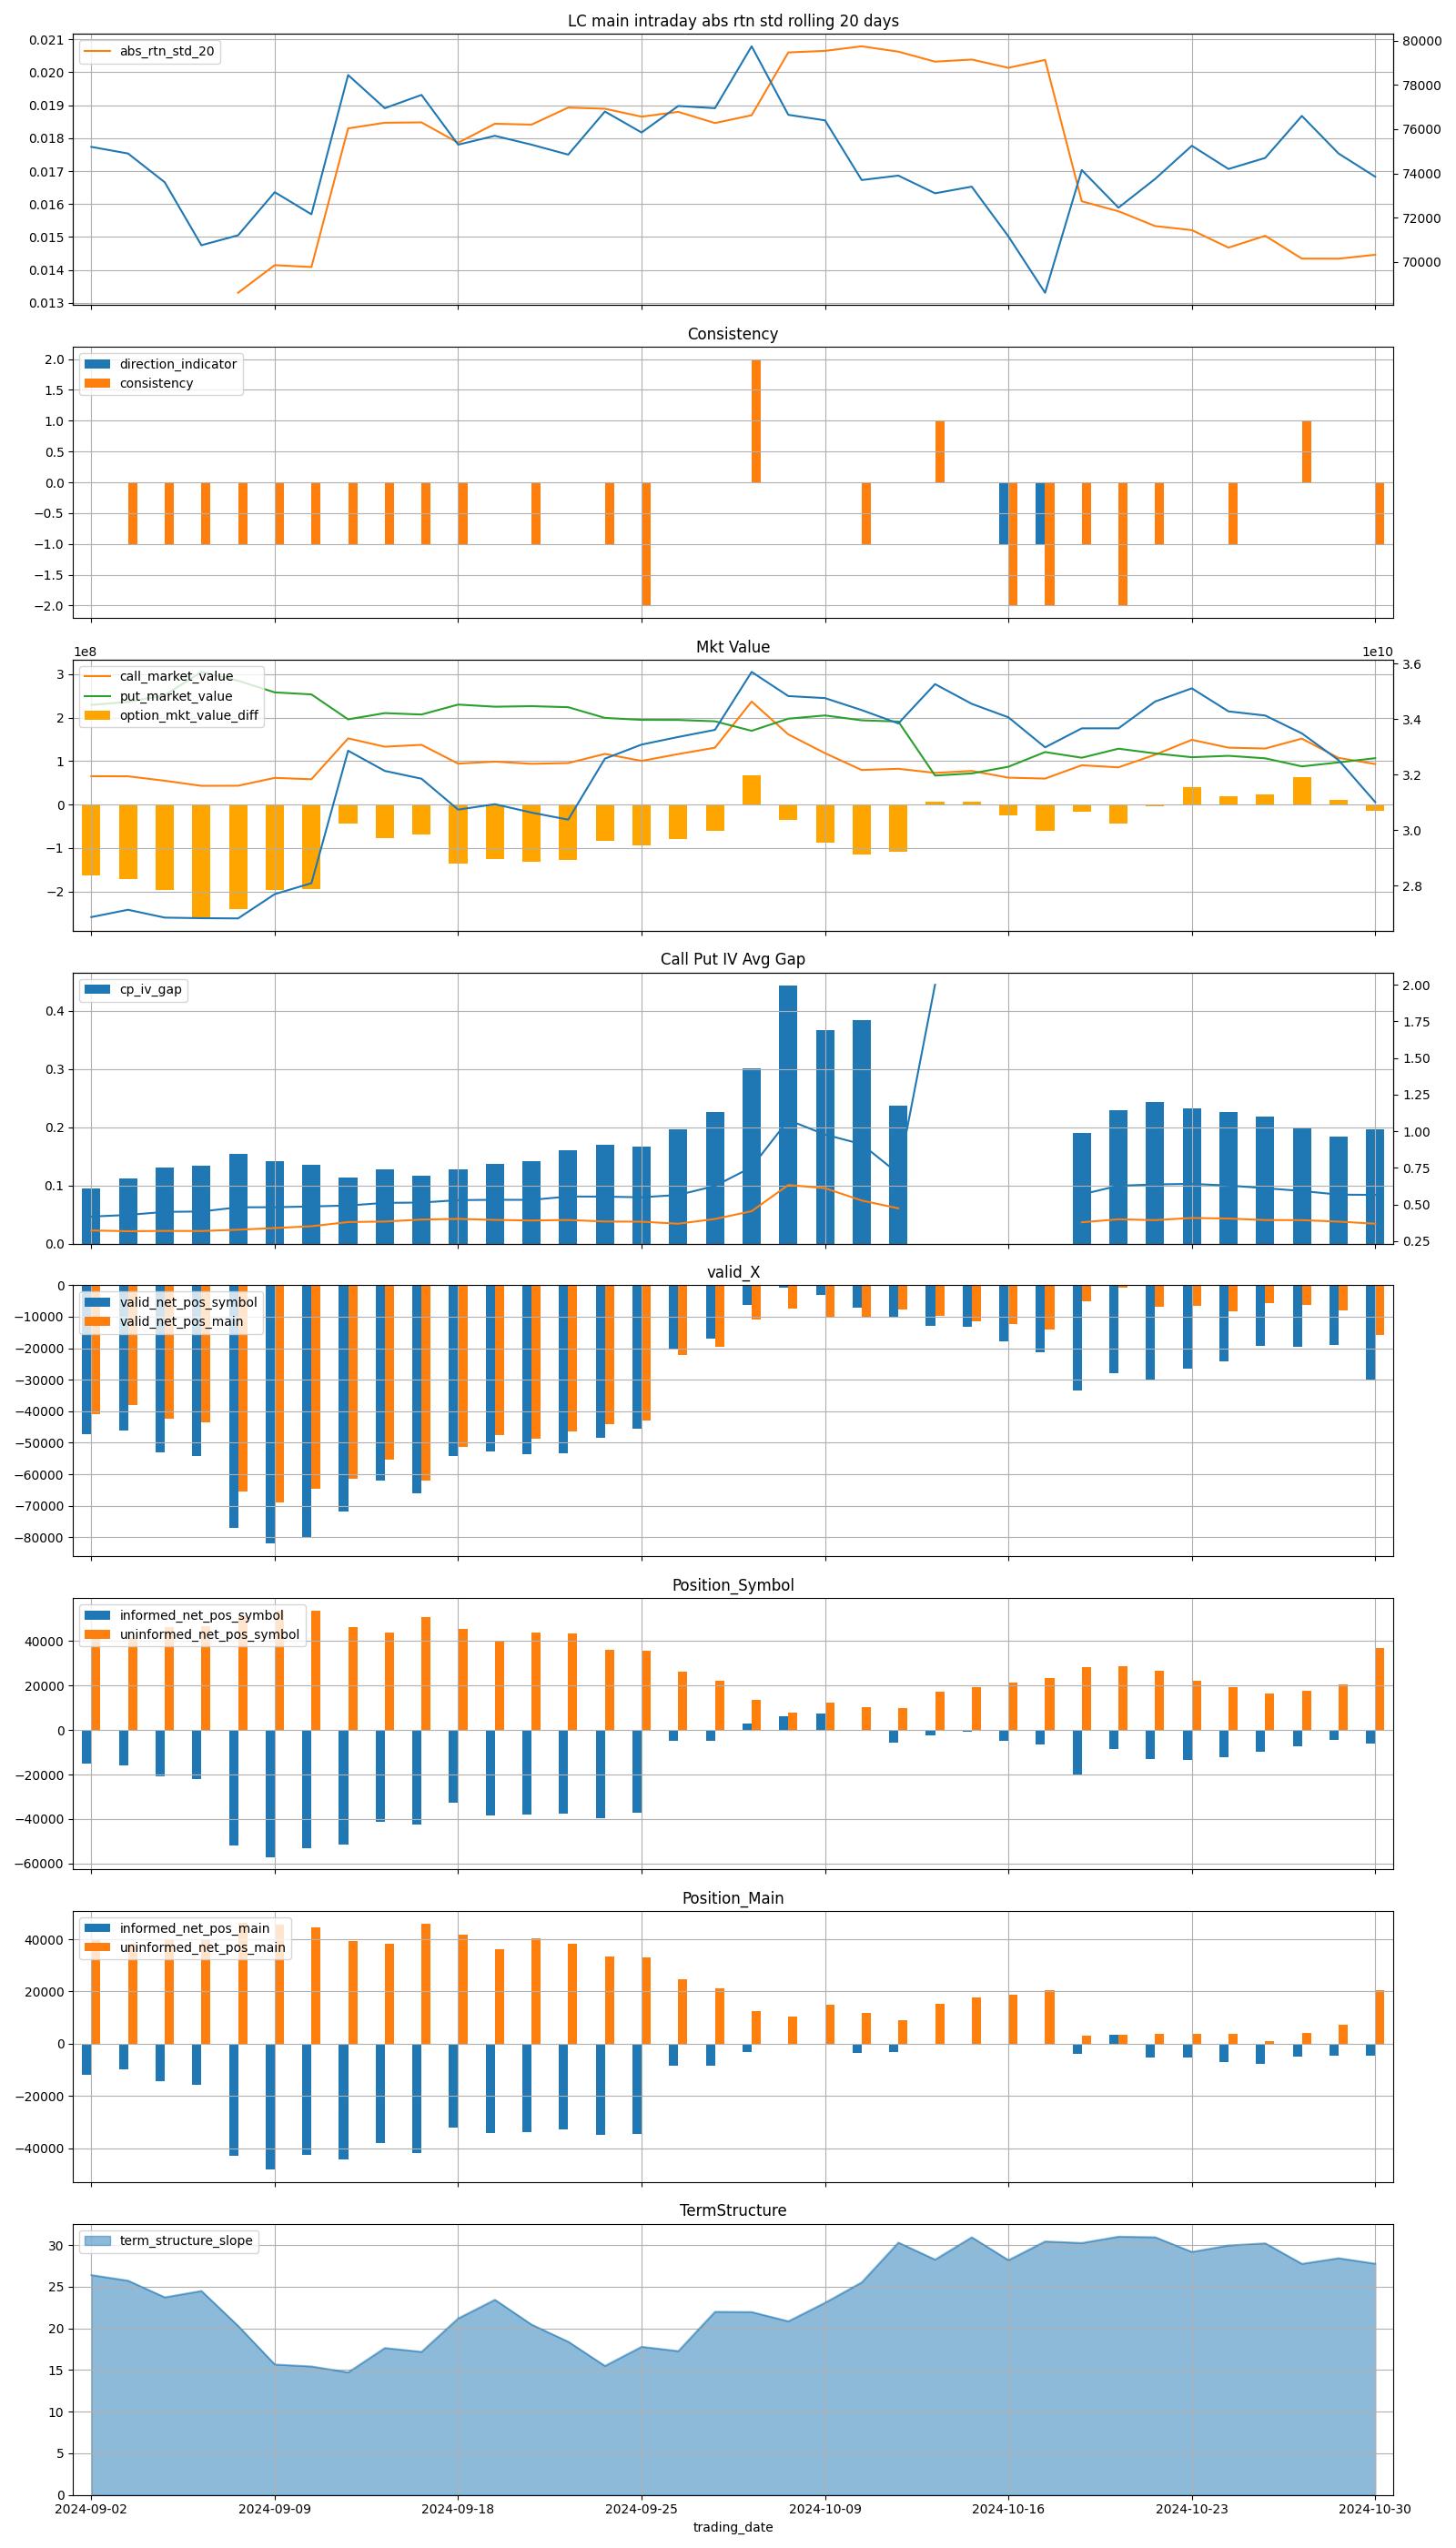 LC main intraday abs rtn std rolling 20 days
abs_rtn_std_20
0.021
0.020
0.019
0.018
0.017
0.016
0.015
0.014
0.013
80000
78000
76000
74000
72000
70000
Consistency
direction_indicator
consistency
2.0
1.5
1.0
0.5
0.0
−0.5
−1.0
−1.5
−2.0
Mkt Value
1e8
1e10
call_market_value
put_market_value
option_mkt_value_diff
3
2
1
0
−1
−2
3.6
3.4
3.2
3.0
2.8
Call Put IV Avg Gap
cp_iv_gap
0.4
0.3
0.2
0.1
0.0
2.00
1.75
1.50
1.25
1.00
0.75
0.50
0.25
valid_X
valid_net_pos_symbol
valid_net_pos_main
0
−10000
−20000
−30000
−40000
−50000
−60000
−70000
−80000
Position_Symbol
informed_net_pos_symbol
uninformed_net_pos_symbol
40000
20000
0
−20000
−40000
−60000
Position_Main
informed_net_pos_main
uninformed_net_pos_main
40000
20000
0
−20000
−40000
TermStructure
term_structure_slope
30
25
20
15
10
5
0
2024-09-02 2024-09-09 2024-09-18 2024-09-25 2024-10-09 2024-10-16 2024-10-23 2024-10-30
trading_date